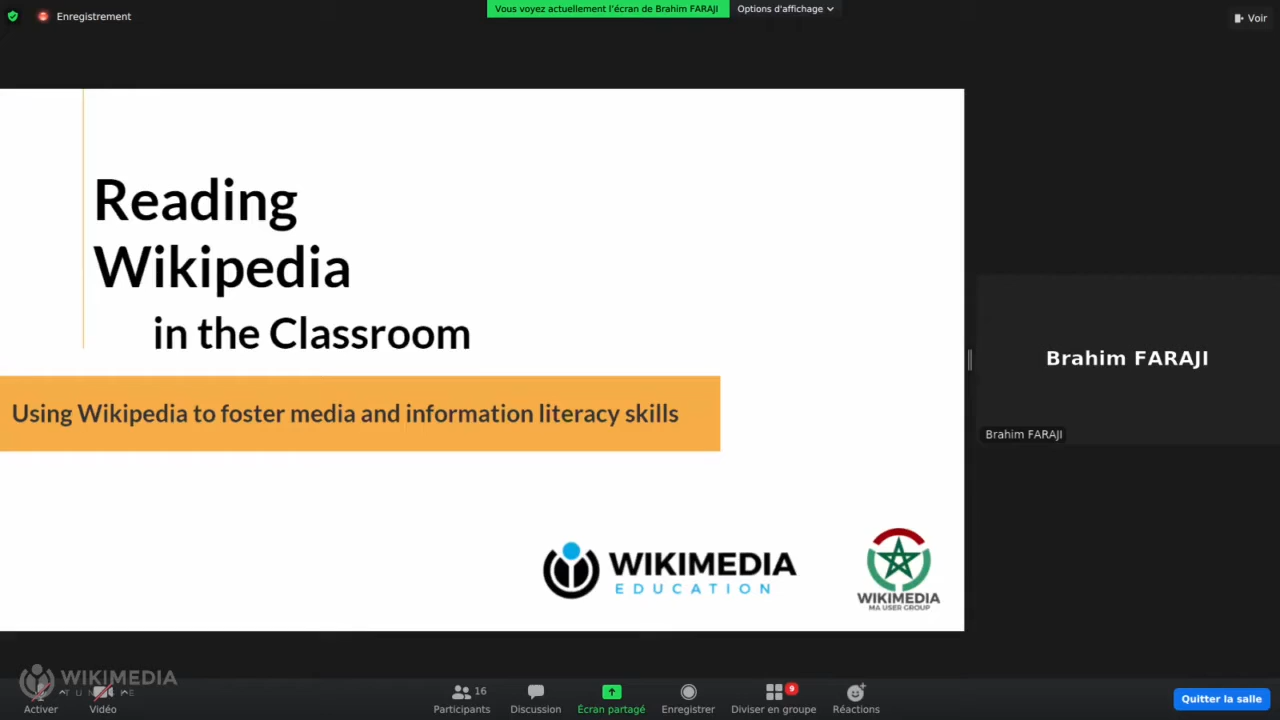 Enregistrement
Vous voyez actuellement l'écran de Brahim FARAJI
Options d'affichage
Voir
Reading
Wikipedia
in the Classroom
Using Wikipedia to foster media and information literacy skills
WIKIMEDIA
EDUCATION
WIKIMEDIA
MA USER GROUP
Brahim FARAJI
Brahim FARAJI
WIKIMEDIA
Activer
Vidéo
16
Participants
Discussion
Écran partagé
Enregistrer
9
Diviser en groupe
Réactions
Quitter la salle